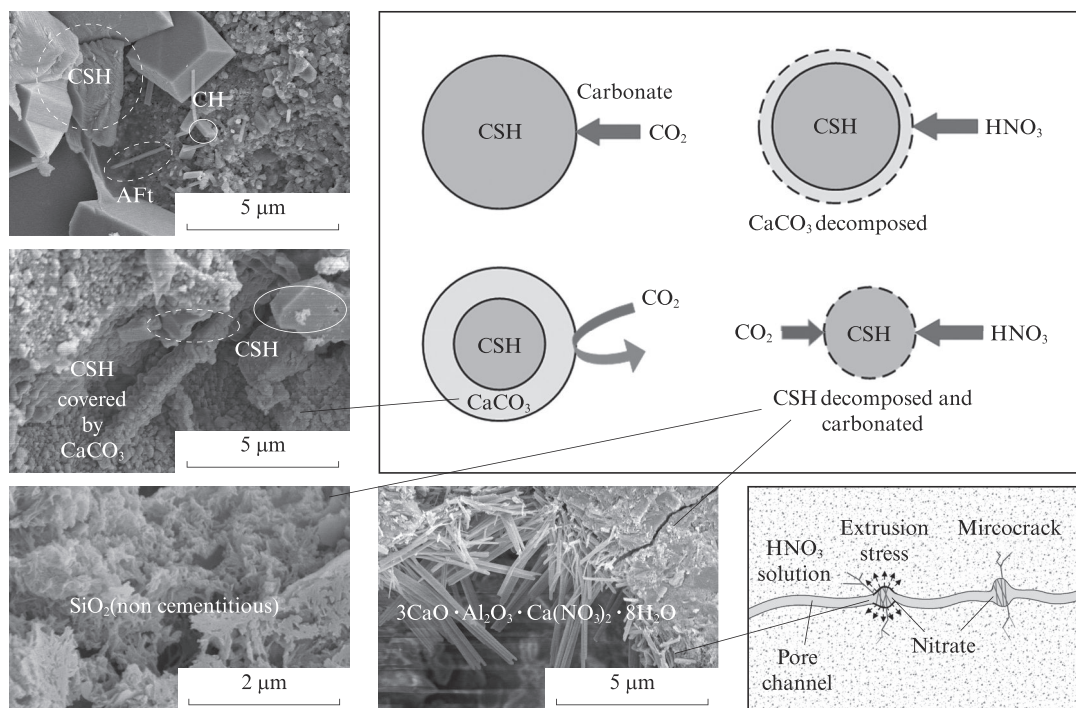 CSH
CH
AFt
5 µm
CSH
CSH
covered
by
CaCO₃
5 µm
Carbonate
CSH
CO₂
CSH
HNO₃
CaCO₃ decomposed
CSH
CO₂
CaCO₃
CO₂
CSH
HNO₃
CSH decomposed and
carbonated
SiO₂(non cementitious)
2 µm
3CaO · Al₂O₃ · Ca(NO₃)₂ · 8H₂O
5 µm
HNO₃
solution
Extrusion
stress
Mircocrack
Pore
channel
Nitrate